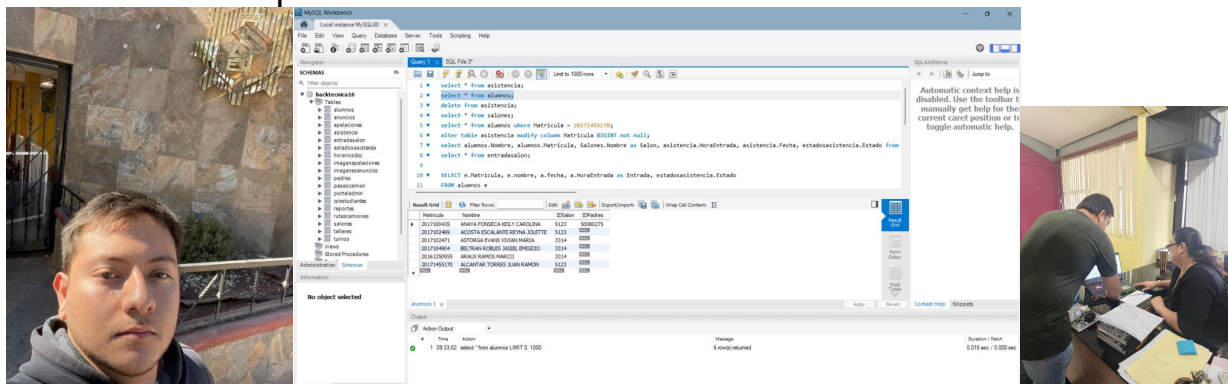 MySQL Workbench
Local instance MySQL80 ×
File Edit View Query Database Server Tools Scripting Help
Navigator
SCHEMAS
Filter objects
backtecnica16
Tables
alumnos
anuncios
apelaciones
asistencia
entradasalon
estadosasistencia
horariosdoc
imagenapelaciones
imagenesanuncios
padres
pasescamion
portaladmin
qrestudiantes
reportes
rutascamiones
salones
talleres
turnos
Views
Stored Procedures
Administration Schemas
Information
No object selected
Query 1 × SQL File 3*
Limit to 1000 rows
1 select * from asistencia;
2 select * from alumnos;
3 delete from asistencia;
4 select * from salones;
5 select * from alumnos where Matricula = 20171455170;
6 alter table asistencia modify column Matricula BIGINT not null;
7 select alumnos.Nombre, alumnos.Matricula, Salones.Nombre as Salon, asistencia.HoraEntrada, asistencia.Fecha, estadosasistencia.Estado from
8 select * from entradasalon;
9
10 SELECT e.Matricula, e.nombre, a.fecha, a.HoraEntrada as Entrada, estadosasistencia.Estado
11 FROM alumnos e
Result Grid Filter Rows: Edit: Export/Import: Wrap Cell Content:
Matricula Nombre IDSalon IDPadres
2017100435 ANAYA FONSECA KEILY CAROLINA 5123 50080275
2017102469 ACOSTA ESCALANTE REYNA JOLETTE 5123 NULL
2017102471 ASTORGA EVANS VIVIAN MARIA 3314 NULL
2017104904 BELTRAN ROBLES JASIEL EMIGDIO 3314 NULL
20161250955 ARAUX RAMOS MARCO 3314 NULL
20171455170 ALCANTAR TORRES JUAN RAMON 5123 NULL
NULL NULL NULL NULL
Result Grid
Form Editor
Field Types
alumnos 1 × Apply Revert
Output
Action Output
# Time Action Message Duration / Fetch
1 09:33:02 select * from alumnos LIMIT 0, 1000 6 row(s) returned 0.016 sec / 0.000 sec
SQLAdditions
Jump to
Automatic context help is
disabled. Use the toolbar t
manually get help for the
current caret position or to
toggle automatic help.
Context Help Snippets